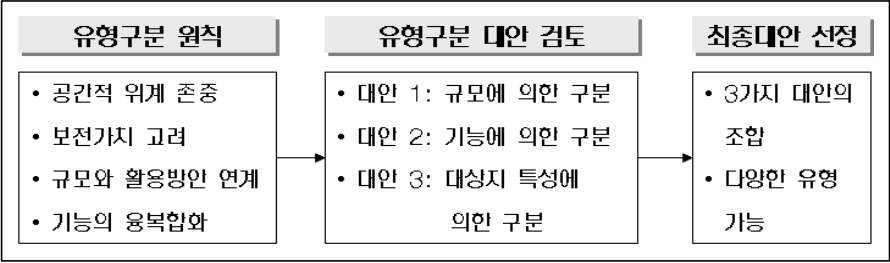 유형구분 원칙
• 공간적 위계 존중
• 보전가치 고려
• 규모와 활용방안 연계
• 기능의 융복합화
유형구분 대안 검토
• 대안 1: 규모에 의한 구분
• 대안 2: 기능에 의한 구분
• 대안 3: 대상지 특성에
의한 구분
최종대안 선정
• 3가지 대안의
조합
• 다양한 유형
가능